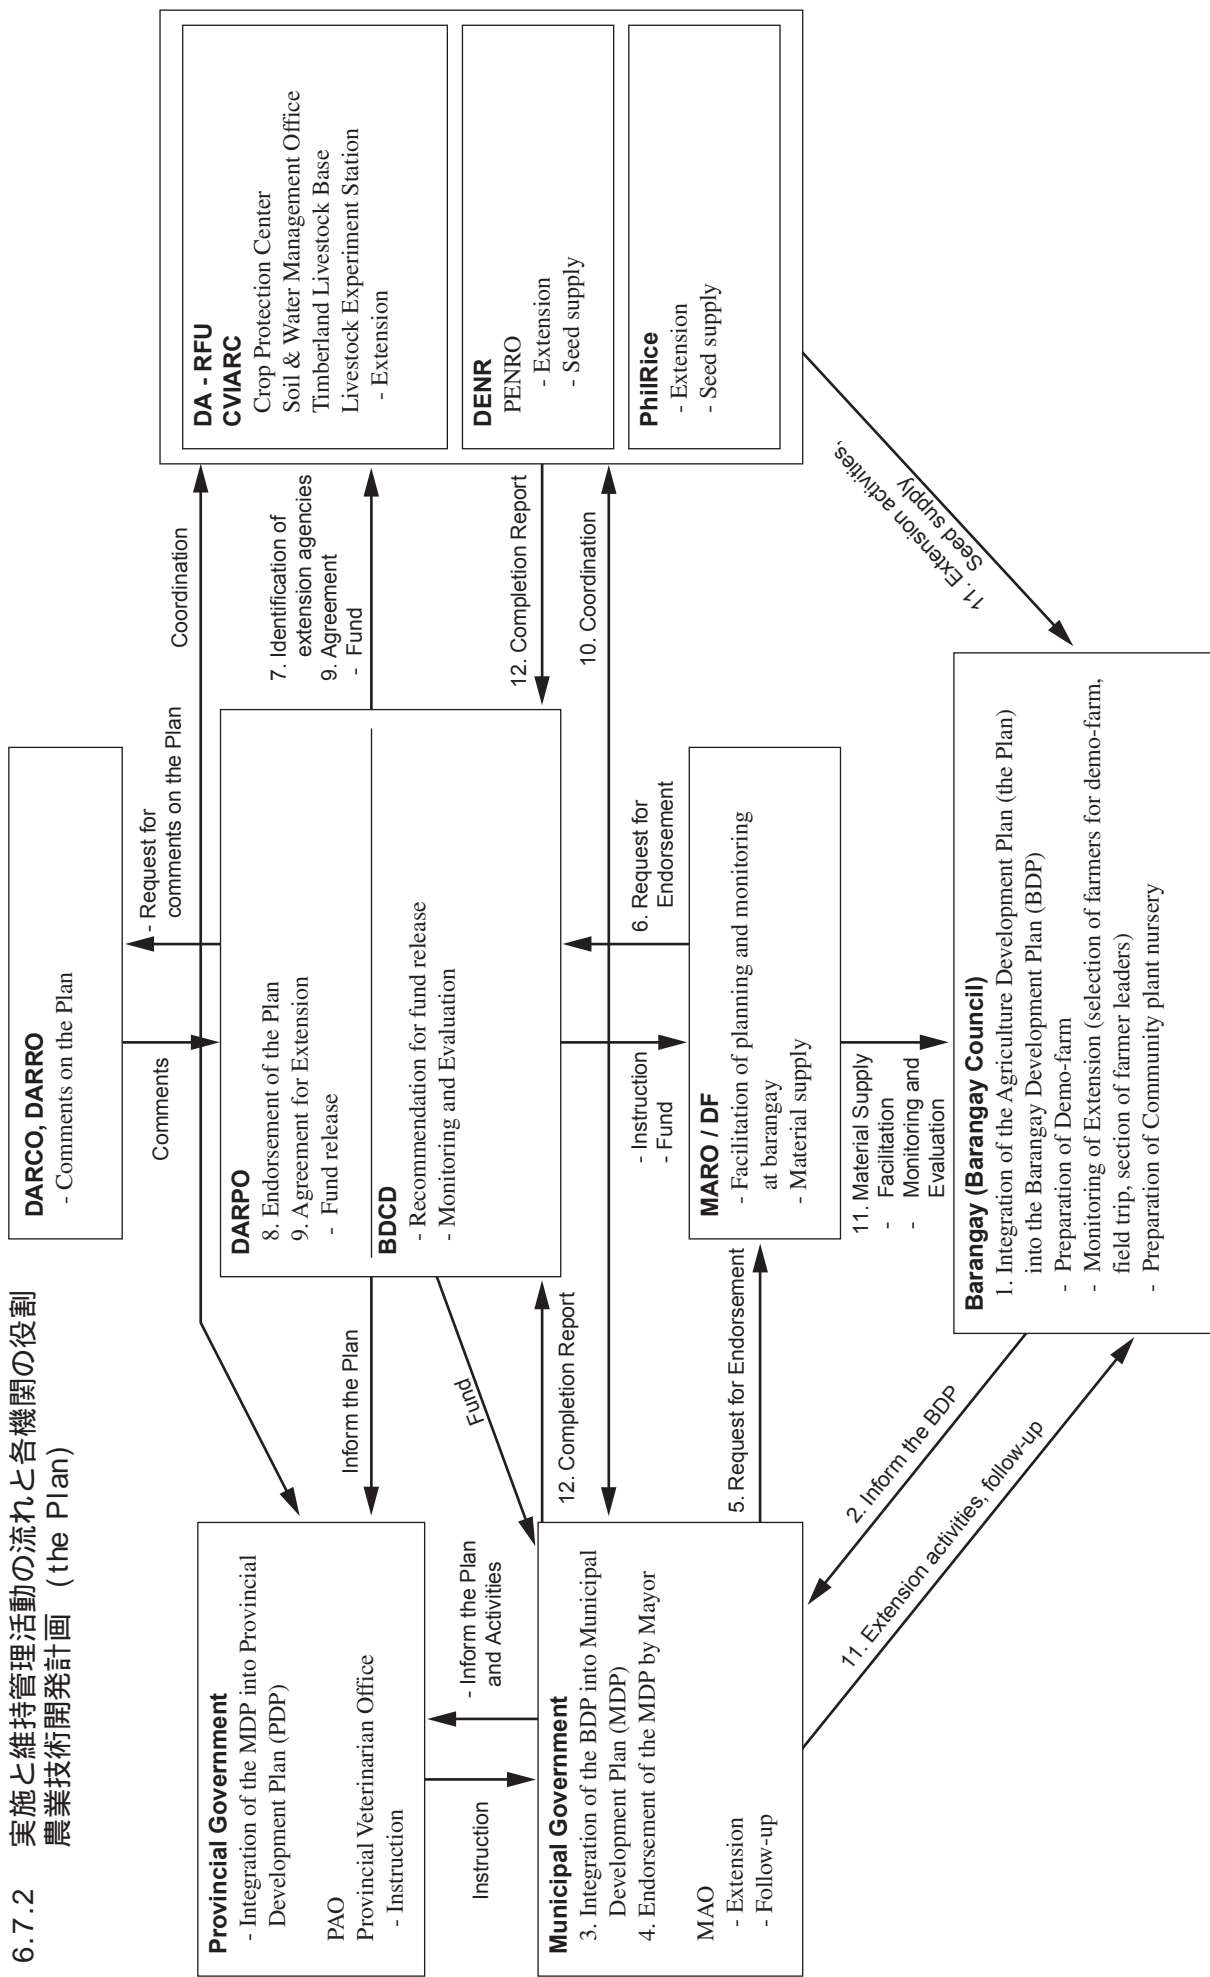 6.7.2 実施と維持管理活動の流れと各機関の役割
農業技術開発計画 (the Plan)
DARCO, DARRO
- Comments on the Plan
Comments
- Request for
comments on the Plan
Coordination
Provincial Government
- Integration of the MDP into Provincial
Development Plan (PDP)
PAO
Provincial Veterinarian Office
- Instruction
Inform the Plan
DARPO
8. Endorsement of the Plan
9. Agreement for Extension
- Fund release
BDCD
- Recommendation for fund release
- Monitoring and Evaluation
7. Identification of
extension agencies
9. Agreement
- Fund
DA - RFU
CVIARC
Crop Protection Center
Soil & Water Management Office
Timberland Livestock Base
Livestock Experiment Station
- Extension
DENR
PENRO
- Extension
- Seed supply
PhilRice
- Extension
- Seed supply
Instruction
- Inform the Plan
and Activities
Fund
12. Completion Report
12. Completion Report
10. Coordination
Municipal Government
3. Integration of the BDP into Municipal
Development Plan (MDP)
4. Endorsement of the MDP by Mayor
MAO
- Extension
- Follow-up
5. Request for Endorsement
- Instruction
- Fund
6. Request for
Endorsement
MARO / DF
- Facilitation of planning and monitoring
at barangay
- Material supply
11. Material Supply
- Facilitation
- Monitoring and
Evaluation
11. Extension activities,
Seed supply
2. Inform the BDP
11. Extension activities, follow-up
Barangay (Barangay Council)
1. Integration of the Agriculture Development Plan (the Plan)
into the Barangay Development Plan (BDP)
- Preparation of Demo-farm
- Monitoring of Extension (selection of farmers for demo-farm,
field trip, section of farmer leaders)
- Preparation of Community plant nursery